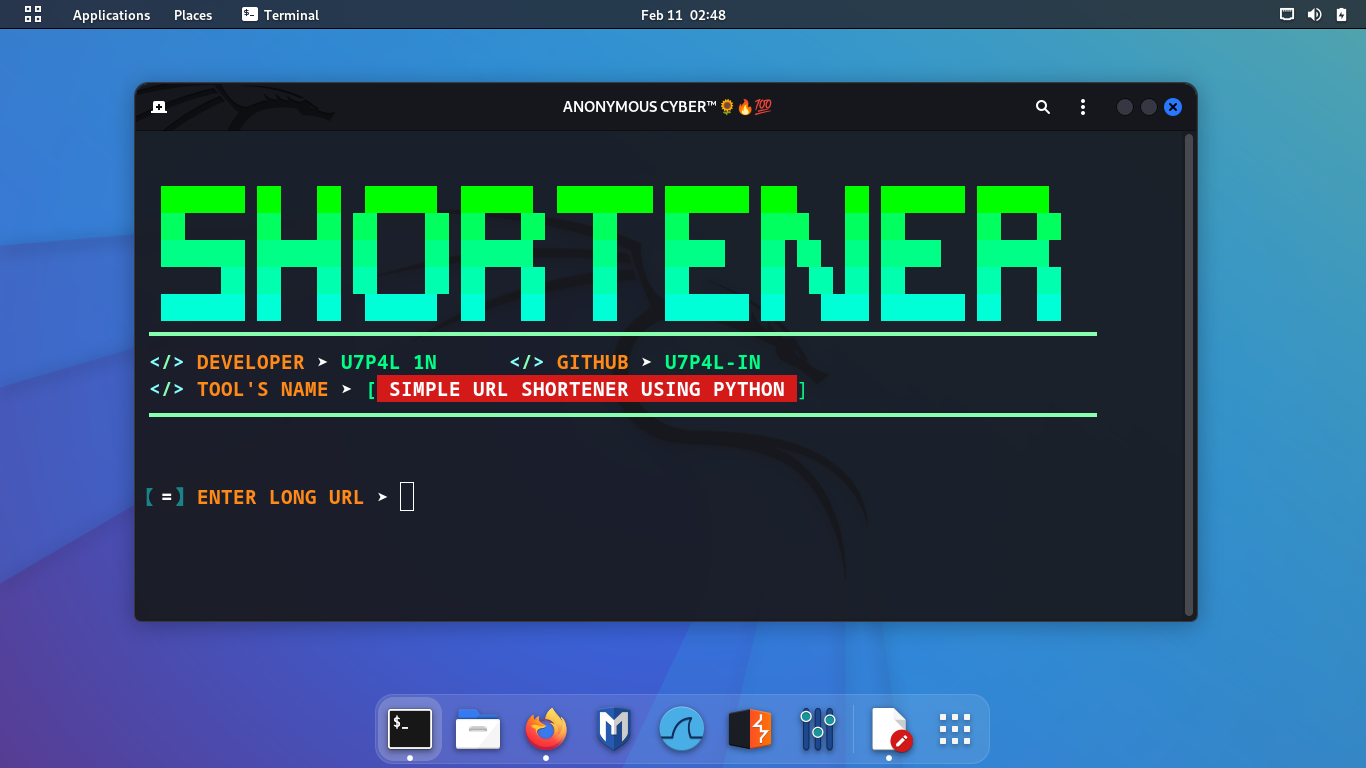 Applications Places Terminal Feb 11 02:48
ANONYMOUS CYBER™🌻🔥💯
SHORTENER
</> DEVELOPER ➤ U7P4L 1N </> GITHUB ➤ U7P4L-IN
</> TOOL'S NAME ➤ [ SIMPLE URL SHORTENER USING PYTHON ]
【=】ENTER LONG URL ➤